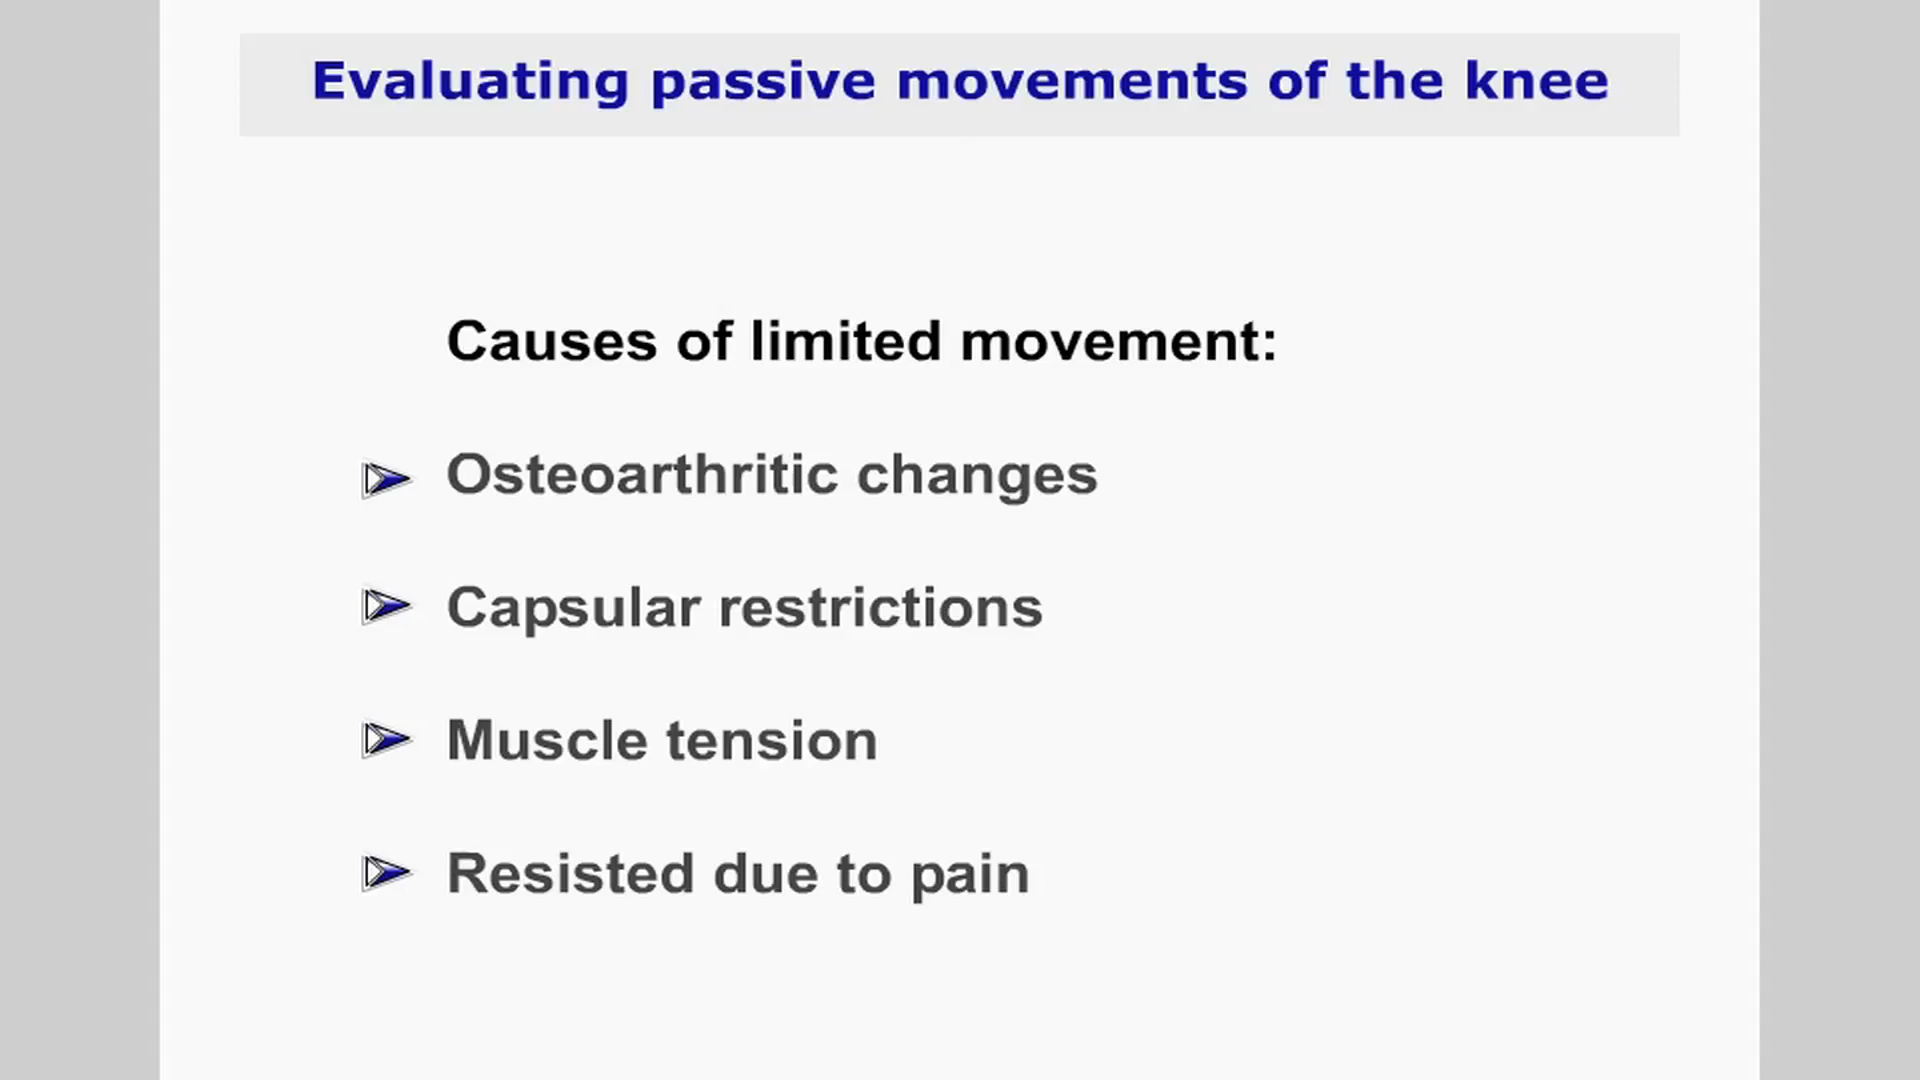 Evaluating passive movements of the knee
Causes of limited movement:
Osteoarthritic changes
Capsular restrictions
Muscle tension
Resisted due to pain